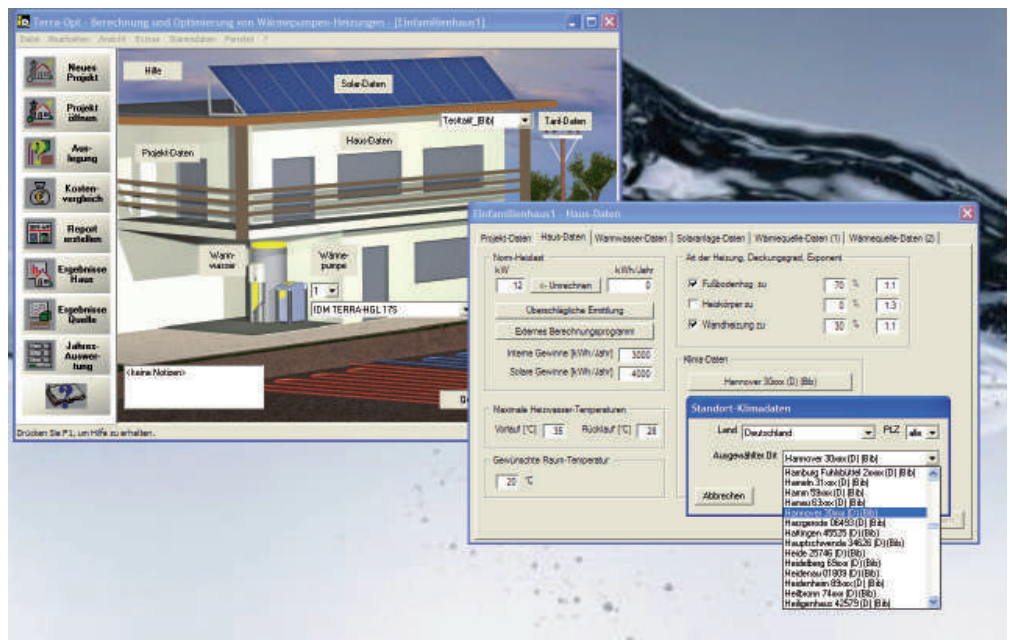 Terra-Opt - Berechnung und Optimierung von Wärmepumpen-Heizungen - [Einfamilienhaus1]
Datei Bearbeiten Ansicht Extras Stammdaten Fenster ?
Neues
Projekt
Projekt
öffnen
Aus-
legung
Kosten-
vergleich
Report
erstellen
Ergebnisse
Haus
Ergebnisse
Quelle
Jahres-
Auswer-
tung
Hilfe
Solar-Daten
Tarif-Daten
Haus-Daten
Projekt-Daten
Warm-
wasser
Wärme-
pumpe
1
IDM TERRA-HGL 17S
<keine Notizen>
Drücken Sie F1, um Hilfe zu erhalten.
Einfamilienhaus1 - Haus-Daten
Projekt-Daten Haus-Daten Warmwasser-Daten Solaranlage-Daten Wärmequelle-Daten (1) Wärmequelle-Daten (2)
Norm-Heizlast
kW kWh/Jahr
12 <- Umrechnen 0
Überschlägliche Ermittlung
Externes Berechnungsprogramm
Interne Gewinne [kWh/Jahr] 3000
Solare Gewinne [kWh/Jahr] 4000
Maximale Heizwasser-Temperaturen
Vorlauf [°C] 35 Rücklauf [°C] 28
Gewünschte Raum-Temperatur
20 °C
Art der Heizung, Deckungsgrad, Exponent
Fußbodenhzg. zu 70 % 1.1
Heizkörper zu 0 % 1.3
Wandheizung zu 30 % 1.1
Klima-Daten
Hannover 30xxx (D) (Bib)
Standort-Klimadaten
Land Deutschland PLZ alle
Ausgewählter Ort Hannover 30xxx (D) (Bib)
Abbrechen
Hamburg Fuhlsbüttel 2xxxx (D) (Bib)
Hameln 31xxx (D) (Bib)
Hamm 59xxx (D) (Bib)
Hanau 63xxx (D) (Bib)
Hannover 30xxx (D) (Bib)
Harzgerode 06493 (D) (Bib)
Hattingen 45525 (D) (Bib)
Hauptschwenda 34626 (D) (Bib)
Heide 25746 (D) (Bib)
Heidelberg 69xxx (D) (Bib)
Heidenau 01809 (D) (Bib)
Heidenheim 89xxx (D) (Bib)
Heilbronn 74xxx (D) (Bib)
Heiligenhaus 42579 (D) (Bib)